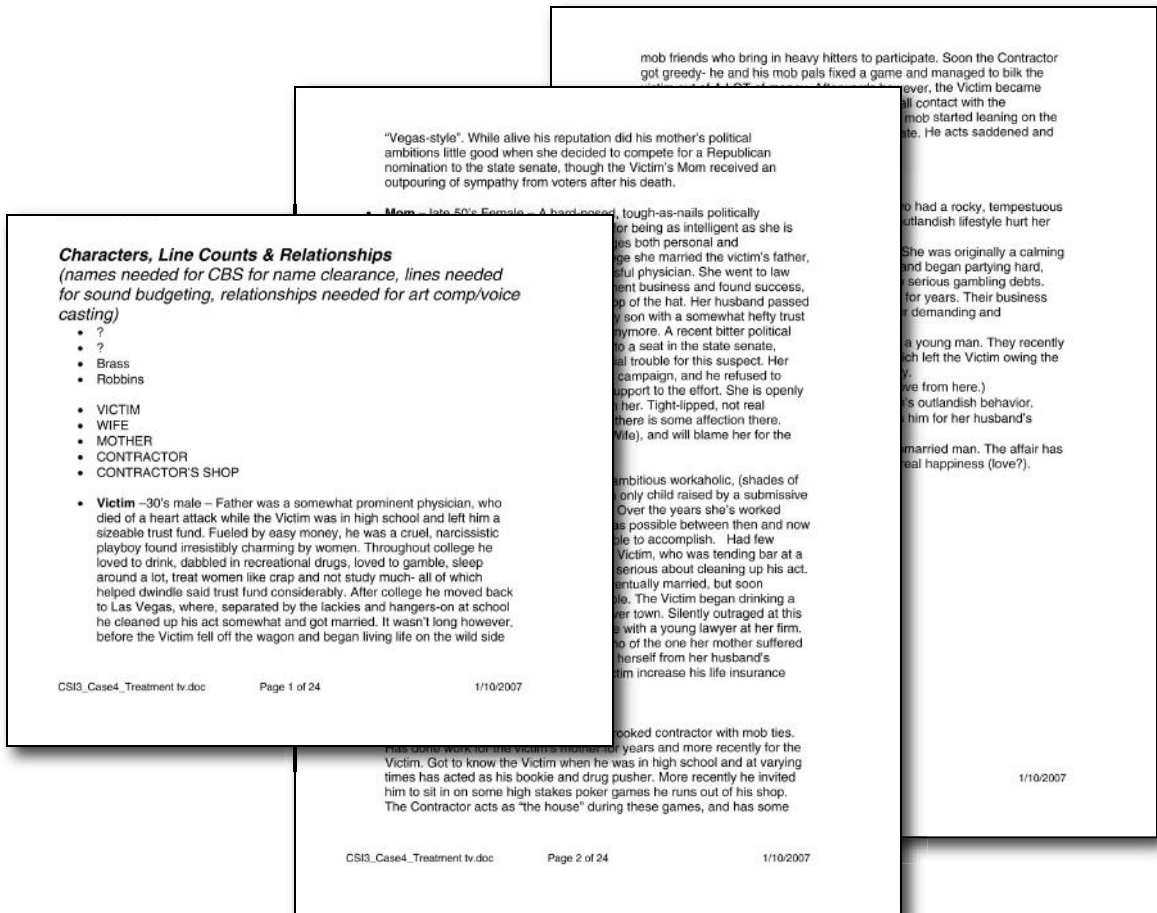 Characters, Line Counts & Relationships
(names needed for CBS for name clearance, lines needed
for sound budgeting, relationships needed for art comp/voice
casting)
• ?
• ?
• Brass
• Robbins
• VICTIM
• WIFE
• MOTHER
• CONTRACTOR
• CONTRACTOR'S SHOP
• Victim –30's male – Father was a somewhat prominent physician, who
died of a heart attack while the Victim was in high school and left him a
sizeable trust fund. Fueled by easy money, he was a cruel, narcissistic
playboy found irresistibly charming by women. Throughout college he
loved to drink, dabbled in recreational drugs, loved to gamble, sleep
around a lot, treat women like crap and not study much- all of which
helped dwindle said trust fund considerably. After college he moved back
to Las Vegas, where, separated by the lackies and hangers-on at school
he cleaned up his act somewhat and got married. It wasn't long however,
before the Victim fell off the wagon and began living life on the wild side
CSI3_Case4_Treatment tv.doc Page 1 of 24 1/10/2007
"Vegas-style". While alive his reputation did his mother's political
ambitions little good when she decided to compete for a Republican
nomination to the state senate, though the Victim's Mom received an
outpouring of sympathy from voters after his death.
• Mom – late 50's Female – A hard-nosed, tough-as-nails politically
for being as intelligent as she is
both personal and
she married the victim's father,
physician. She went to law
business and found success,
of the hat. Her husband passed
son with a somewhat hefty trust
anymore. A recent bitter political
to a seat in the state senate,
trouble for this suspect. Her
campaign, and he refused to
support to the effort. She is openly
her. Tight-lipped, not real
there is some affection there.
Wife), and will blame her for the
ambitious workaholic, (shades of
only child raised by a submissive
Over the years she's worked
as possible between then and now
to accomplish. Had few
Victim, who was tending bar at a
serious about cleaning up his act.
eventually married, but soon
The Victim began drinking a
town. Silently outraged at this
with a young lawyer at her firm.
of the one her mother suffered
herself from her husband's
increase his life insurance
crooked contractor with mob ties.
Has done work for the victim's mother for years and more recently for the
Victim. Got to know the Victim when he was in high school and at varying
times has acted as his bookie and drug pusher. More recently he invited
him to sit in on some high stakes poker games he runs out of his shop.
The Contractor acts as "the house" during these games, and has some
CSI3_Case4_Treatment tv.doc Page 2 of 24 1/10/2007
mob friends who bring in heavy hitters to participate. Soon the Contractor
got greedy- he and his mob pals fixed a game and managed to bilk the
victim out of A LOT of money. Afterwards however, the Victim became
all contact with the
mob started leaning on the
He acts saddened and
had a rocky, tempestuous
outlandish lifestyle hurt her
She was originally a calming
and began partying hard,
serious gambling debts.
for years. Their business
demanding and
a young man. They recently
which left the Victim owing the
from here.)
outlandish behavior.
him for her husband's
married man. The affair has
real happiness (love?).
1/10/2007